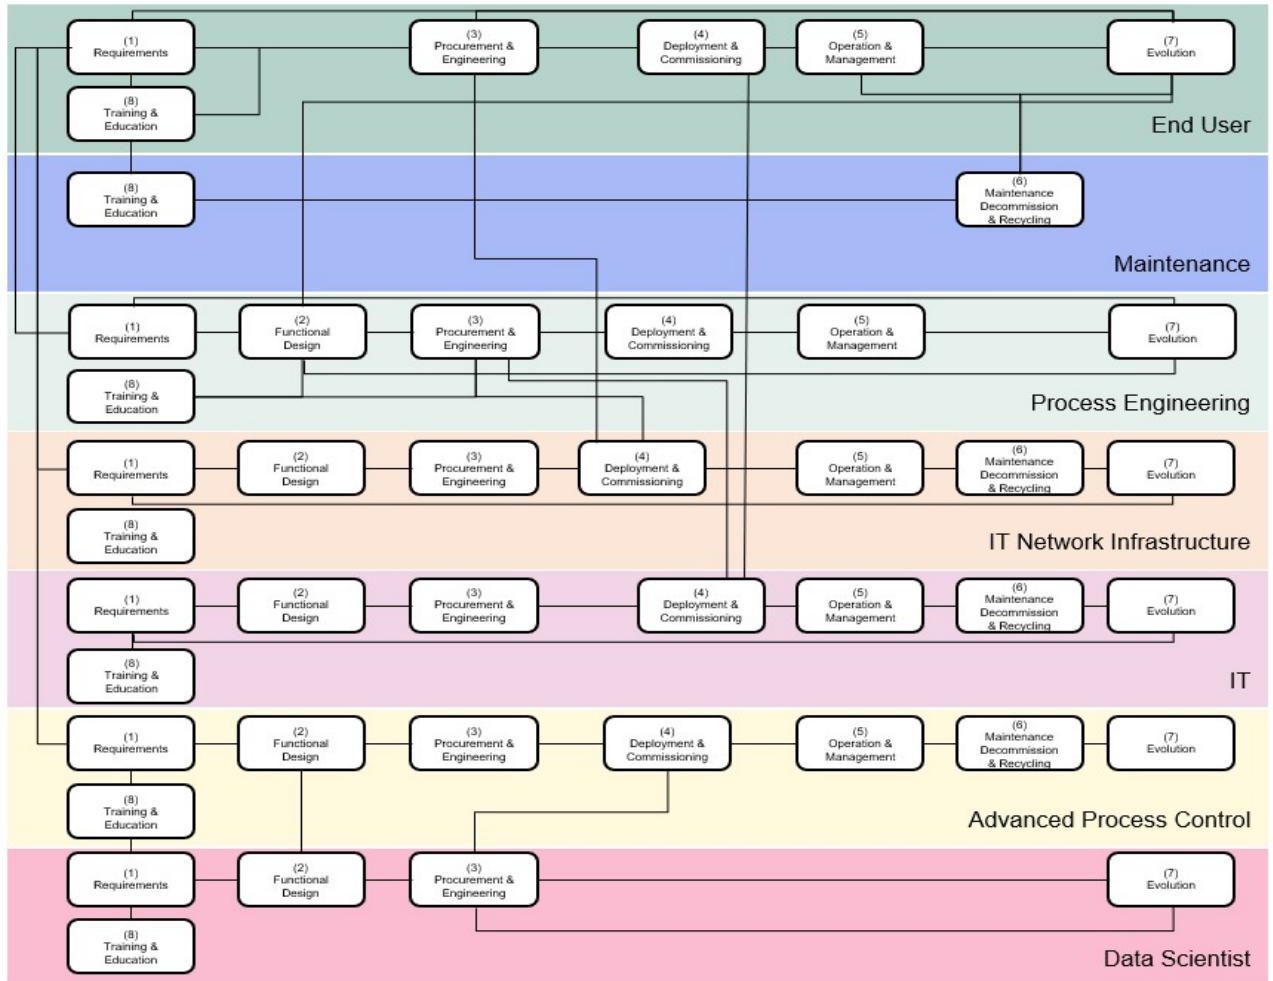 (1)
Requirements
(3)
Procurement &
Engineering
(4)
Deployment &
Commissioning
(5)
Operation &
Management
(7)
Evolution
(8)
Training &
Education
End User
(8)
Training &
Education
(6)
Maintenance
Decommission
& Recycling
Maintenance
(1)
Requirements
(2)
Functional
Design
(3)
Procurement &
Engineering
(4)
Deployment &
Commissioning
(5)
Operation &
Management
(7)
Evolution
(8)
Training &
Education
Process Engineering
(1)
Requirements
(2)
Functional
Design
(3)
Procurement &
Engineering
(4)
Deployment &
Commissioning
(5)
Operation &
Management
(6)
Maintenance
Decommission
& Recycling
(7)
Evolution
(8)
Training &
Education
IT Network Infrastructure
(1)
Requirements
(2)
Functional
Design
(3)
Procurement &
Engineering
(4)
Deployment &
Commissioning
(5)
Operation &
Management
(6)
Maintenance
Decommission
& Recycling
(7)
Evolution
(8)
Training &
Education
IT
(1)
Requirements
(2)
Functional
Design
(3)
Procurement &
Engineering
(4)
Deployment &
Commissioning
(5)
Operation &
Management
(6)
Maintenance
Decommission
& Recycling
(7)
Evolution
(8)
Training &
Education
Advanced Process Control
(1)
Requirements
(2)
Functional
Design
(3)
Procurement &
Engineering
(7)
Evolution
(8)
Training &
Education
Data Scientist